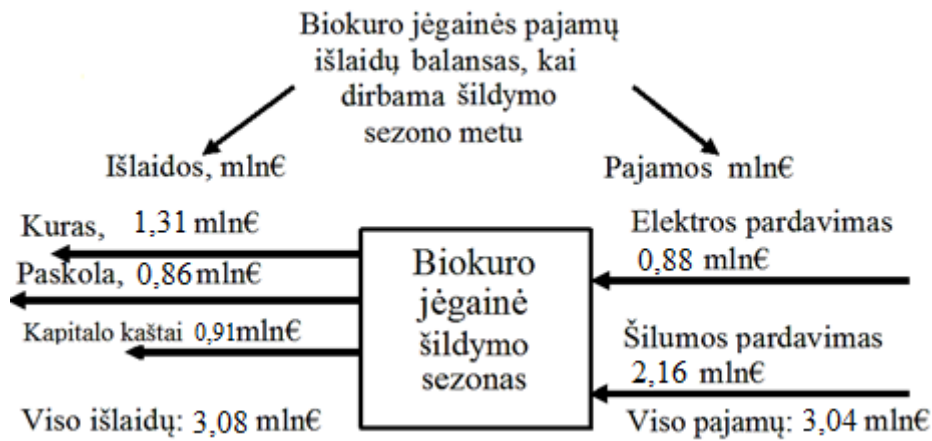 Biokuro jėgainės pajamų
išlaidų balansas, kai
dirbama šildymo
sezono metu
Išlaidos, mln€
Pajamos mln€
Kuras, 1,31 mln€
Paskola, 0,86 mln€
Kapitalo kaštai 0,91mln€
Viso išlaidų: 3,08 mln€
Biokuro
jėgainė
šildymo
sezonas
Elektros pardavimas
0,88 mln€
Šilumos pardavimas
2,16 mln€
Viso pajamų: 3,04 mln€